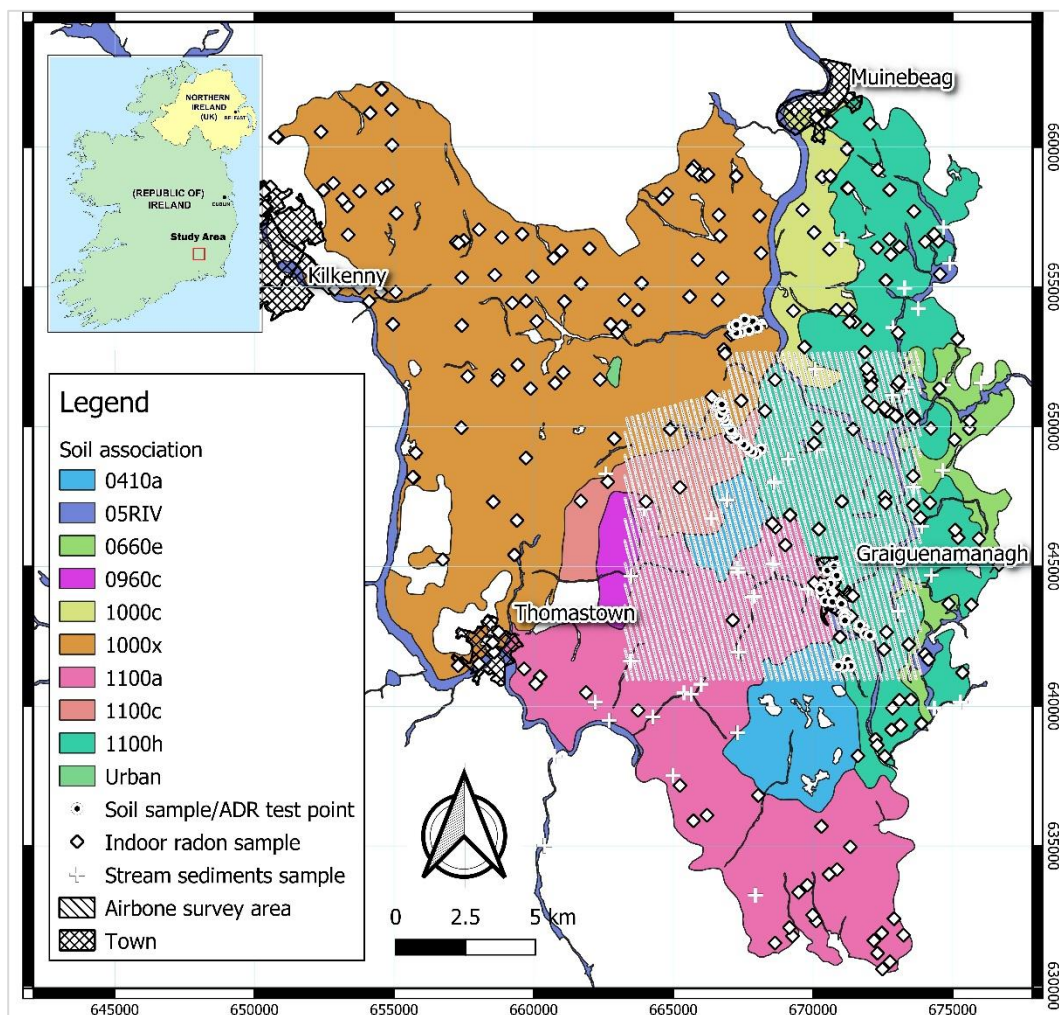 NORTHERN
IRELAND
(UK)
BELFAST
(REPUBLIC OF)
IRELAND
DUBLIN
Study Area
Muinebeag
Kilkenny
Thomastown
Graiguenamanagh
Legend
Soil association
0410a
05RIV
0660e
0960c
1000c
1000x
1100a
1100c
1100h
Urban
Soil sample/ADR test point
Indoor radon sample
Stream sediments sample
Airbone survey area
Town
0 2.5 5 km
660000
655000
650000
645000
640000
635000
630000
645000 650000 655000 660000 665000 670000 675000